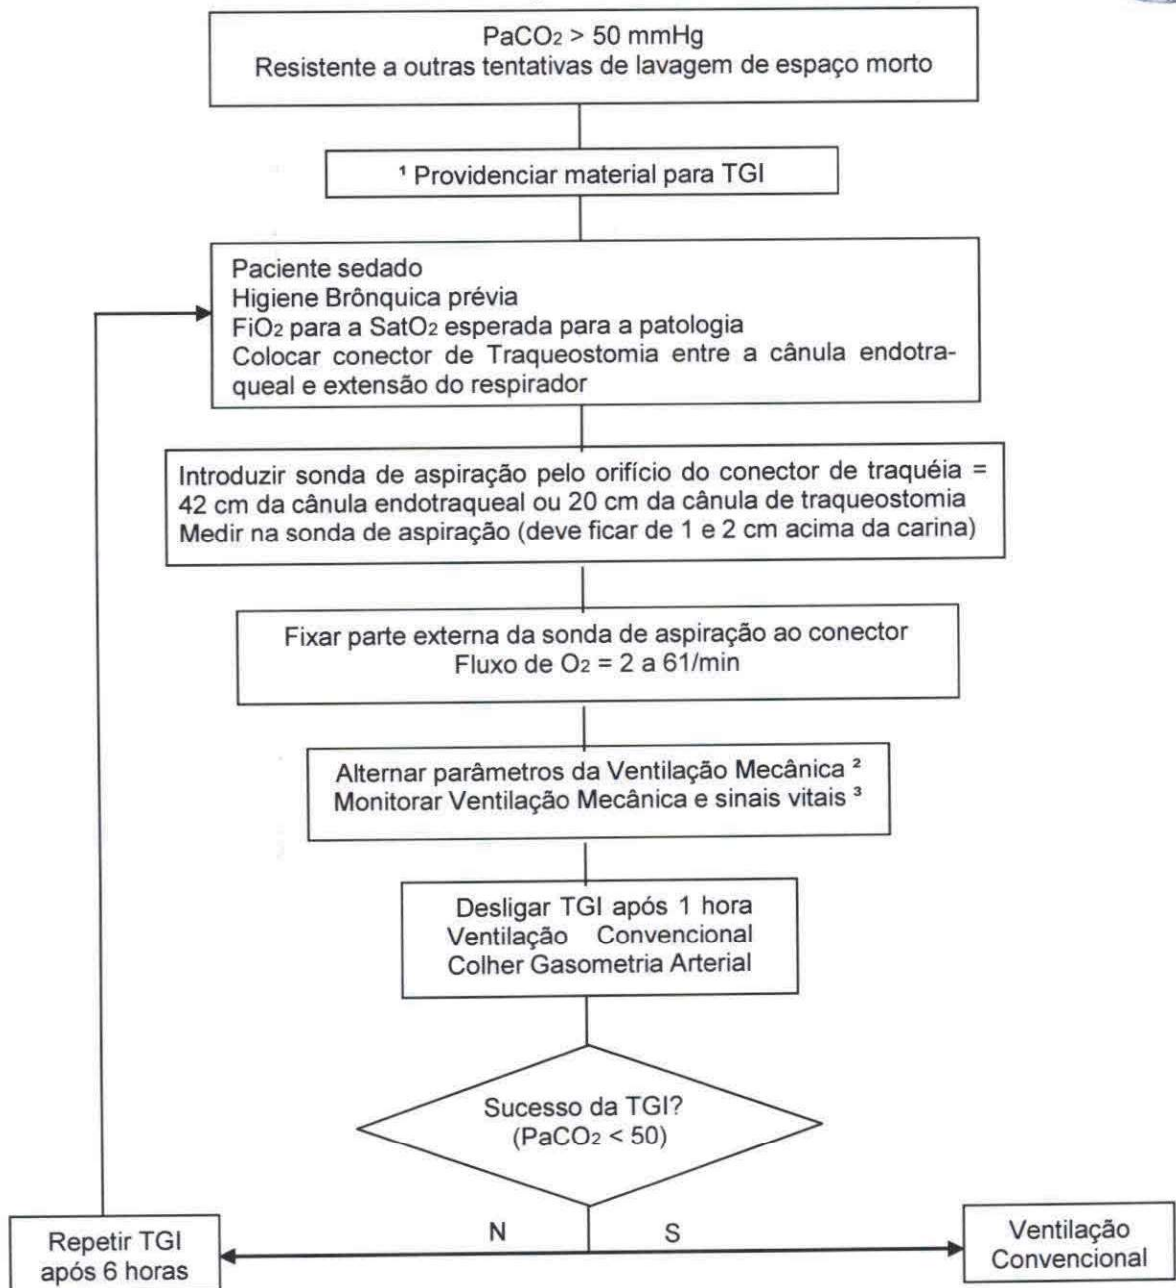 PaCO₂ > 50 mmHg
Resistente a outras tentativas de lavagem de espaço morto
¹ Providenciar material para TGI
Paciente sedado
Higiene Brônquica prévia
FiO₂ para a SatO₂ esperada para a patologia
Colocar conector de Traqueostomia entre a cânula endotra-
queal e extensão do respirador
Introduzir sonda de aspiração pelo orifício do conector de traquéia =
42 cm da cânula endotraqueal ou 20 cm da cânula de traqueostomia
Medir na sonda de aspiração (deve ficar de 1 e 2 cm acima da carina)
Fixar parte externa da sonda de aspiração ao conector
Fluxo de O₂ = 2 a 61/min
Alternar parâmetros da Ventilação Mecânica ²
Monitorar Ventilação Mecânica e sinais vitais ³
Desligar TGI após 1 hora
Ventilação Convencional
Colher Gasometria Arterial
Sucesso da TGI?
(PaCO₂ < 50)
N
S
Repetir TGI
após 6 horas
Ventilação
Convencional